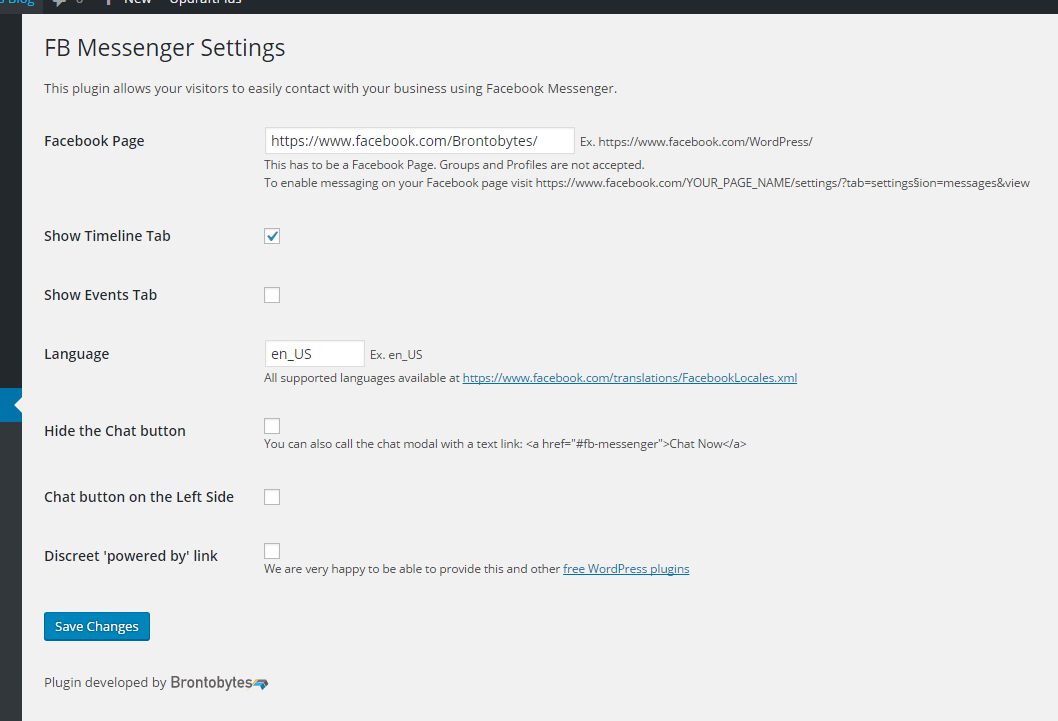 s Blog 0 New UpdraftPlus
FB Messenger Settings
This plugin allows your visitors to easily contact with your business using Facebook Messenger.
Facebook Page https://www.facebook.com/Brontobytes/ Ex. https://www.facebook.com/WordPress/
This has to be a Facebook Page. Groups and Profiles are not accepted.
To enable messaging on your Facebook page visit https://www.facebook.com/YOUR_PAGE_NAME/settings/?tab=settings§ion=messages&view
Show Timeline Tab
Show Events Tab
Language en_US Ex. en_US
All supported languages available at https://www.facebook.com/translations/FacebookLocales.xml
Hide the Chat button
You can also call the chat modal with a text link: <a href="#fb-messenger">Chat Now</a>
Chat button on the Left Side
Discreet 'powered by' link
We are very happy to be able to provide this and other free WordPress plugins
Save Changes
Plugin developed by Brontobytes